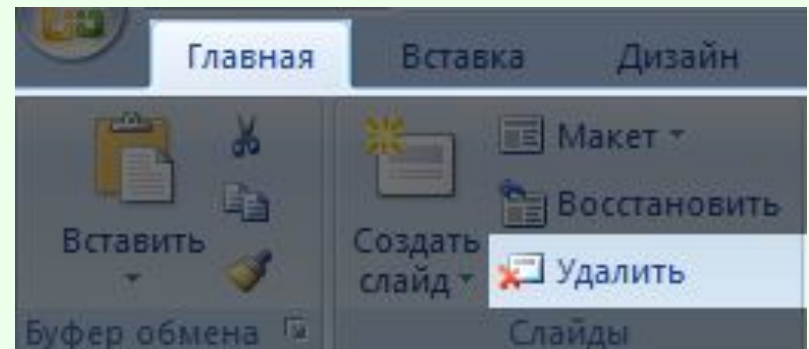 Главная Вставка Дизайн
Макет
Восстановить
Вставить
Создать слайд
Удалить
Буфер обмена Слайды